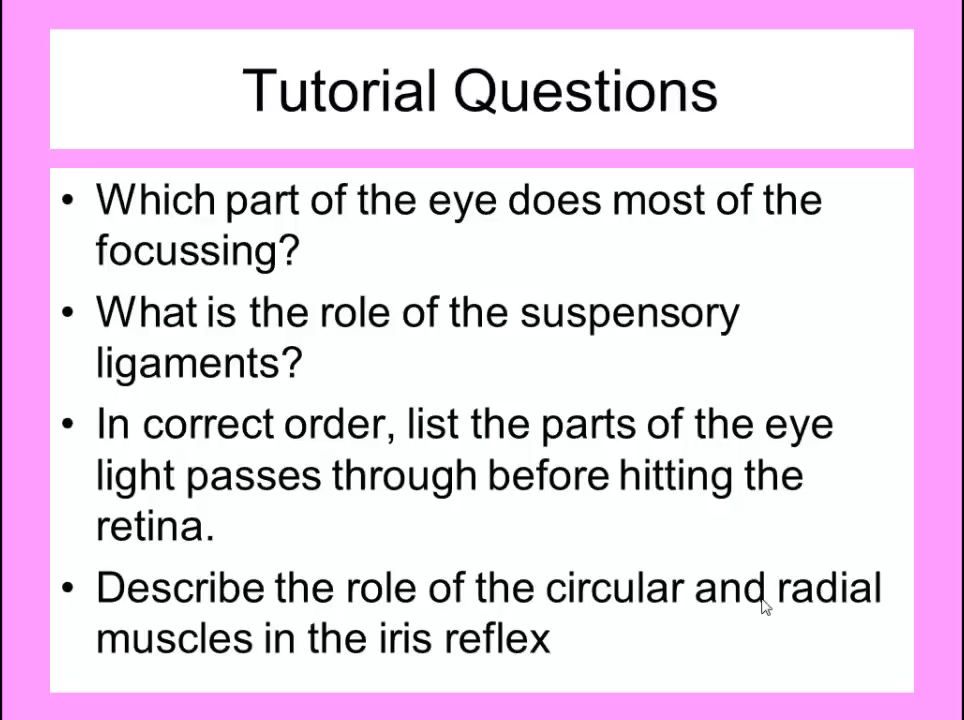 Tutorial Questions
• Which part of the eye does most of the
focussing?
• What is the role of the suspensory
ligaments?
• In correct order, list the parts of the eye
light passes through before hitting the
retina.
• Describe the role of the circular and radial
muscles in the iris reflex